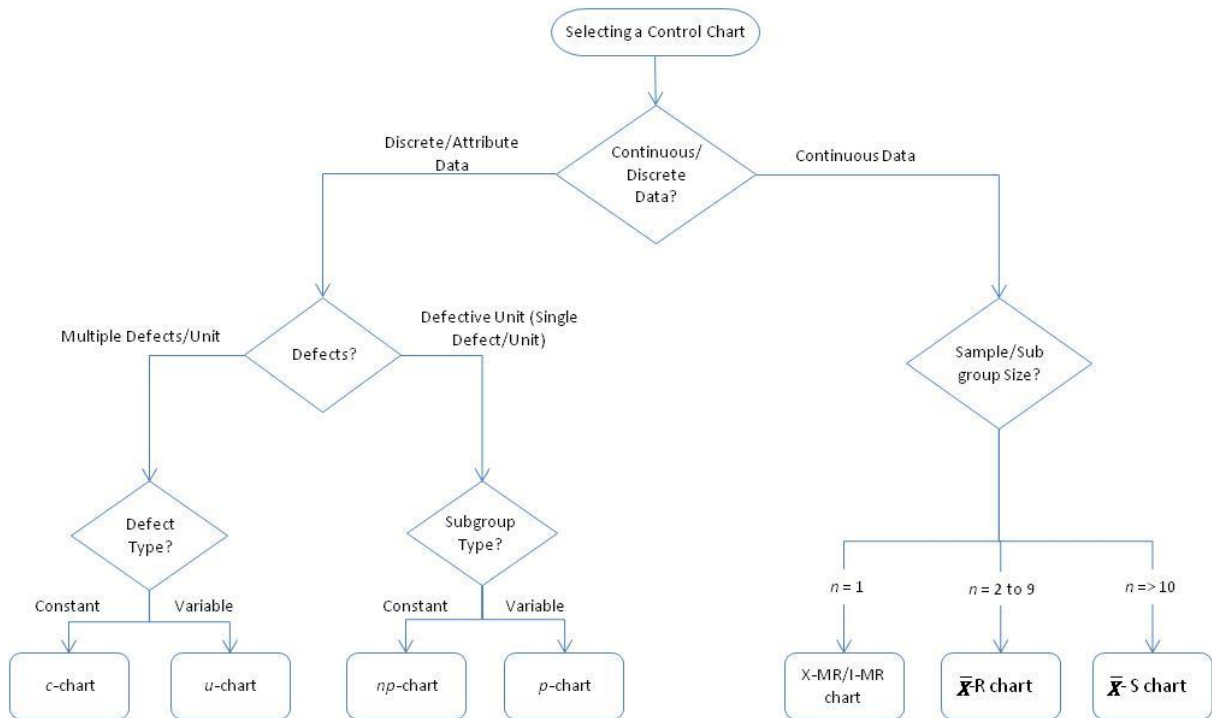 Selecting a Control Chart
Discrete/Attribute
Data
Continuous/
Discrete
Data?
Continuous Data
Multiple Defects/Unit
Defects?
Defective Unit (Single
Defect/Unit)
Sample/Sub
group Size?
Defect
Type?
Subgroup
Type?
Constant
Variable
Constant
Variable
n = 1
n = 2 to 9
n => 10
c-chart
u-chart
np-chart
p-chart
X-MR/I-MR
chart
X̅-R chart
X̅- S chart